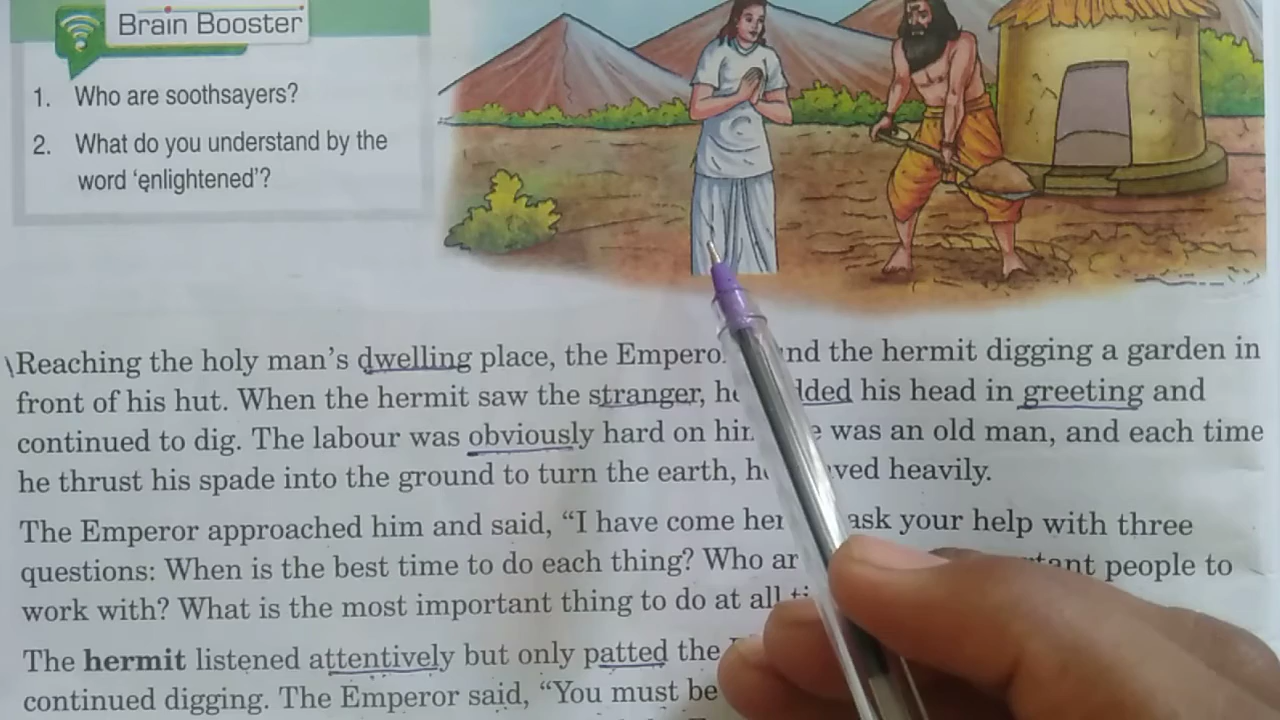 Brain Booster
1. Who are soothsayers?
2. What do you understand by the
word ‘enlightened’?
Reaching the holy man’s dwelling place, the Empero nd the hermit digging a garden in
front of his hut. When the hermit saw the stranger, he dded his head in greeting and
continued to dig. The labour was obviously hard on him e was an old man, and each time
he thrust his spade into the ground to turn the earth, h ved heavily.
The Emperor approached him and said, “I have come her ask your help with three
questions: When is the best time to do each thing? Who ar tant people to
work with? What is the most important thing to do at all
The hermit listened attentively but only patted the
continued digging. The Emperor said, “You must be